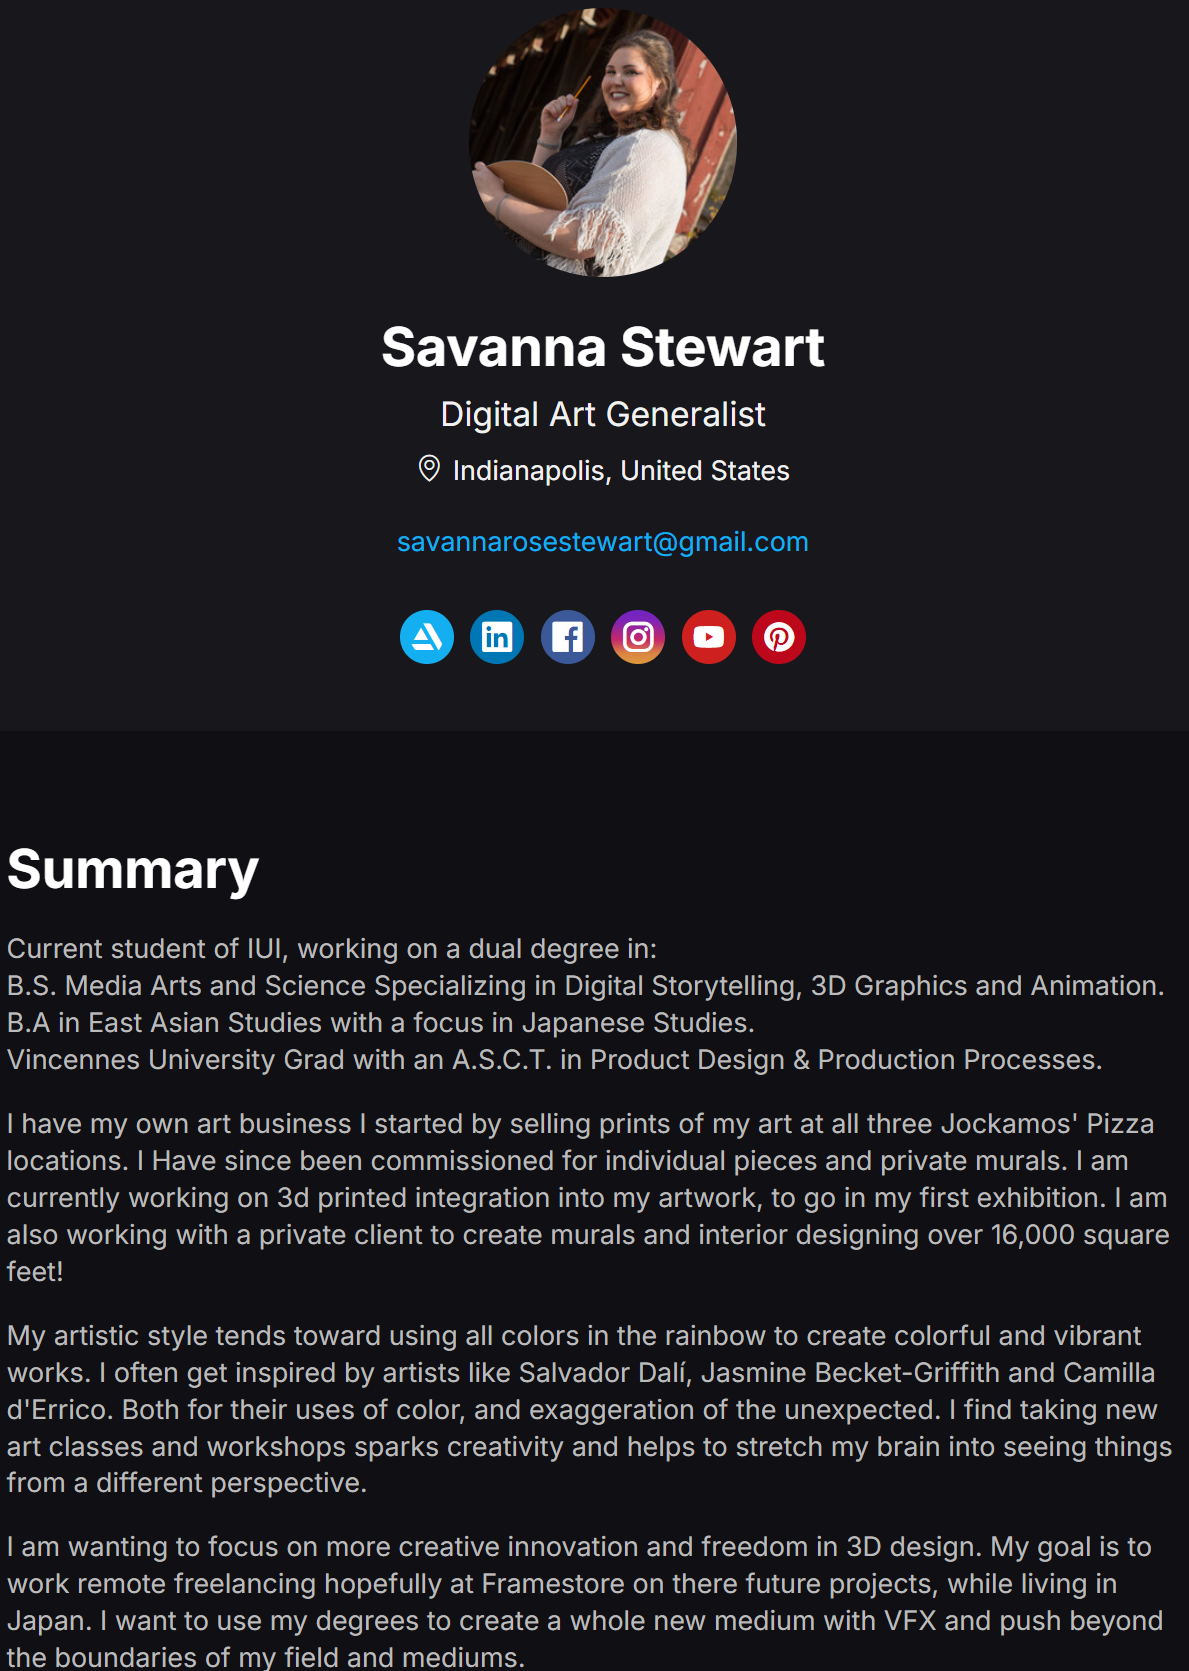 Savanna Stewart
Digital Art Generalist
Indianapolis, United States
savannarosestewart@gmail.com
Summary
Current student of IUI, working on a dual degree in:
B.S. Media Arts and Science Specializing in Digital Storytelling, 3D Graphics and Animation.
B.A in East Asian Studies with a focus in Japanese Studies.
Vincennes University Grad with an A.S.C.T. in Product Design & Production Processes.
I have my own art business I started by selling prints of my art at all three Jockamos' Pizza
locations. I Have since been commissioned for individual pieces and private murals. I am
currently working on 3d printed integration into my artwork, to go in my first exhibition. I am
also working with a private client to create murals and interior designing over 16,000 square
feet!
My artistic style tends toward using all colors in the rainbow to create colorful and vibrant
works. I often get inspired by artists like Salvador Dalí, Jasmine Becket-Griffith and Camilla
d'Errico. Both for their uses of color, and exaggeration of the unexpected. I find taking new
art classes and workshops sparks creativity and helps to stretch my brain into seeing things
from a different perspective.
I am wanting to focus on more creative innovation and freedom in 3D design. My goal is to
work remote freelancing hopefully at Framestore on there future projects, while living in
Japan. I want to use my degrees to create a whole new medium with VFX and push beyond
the boundaries of my field and mediums.